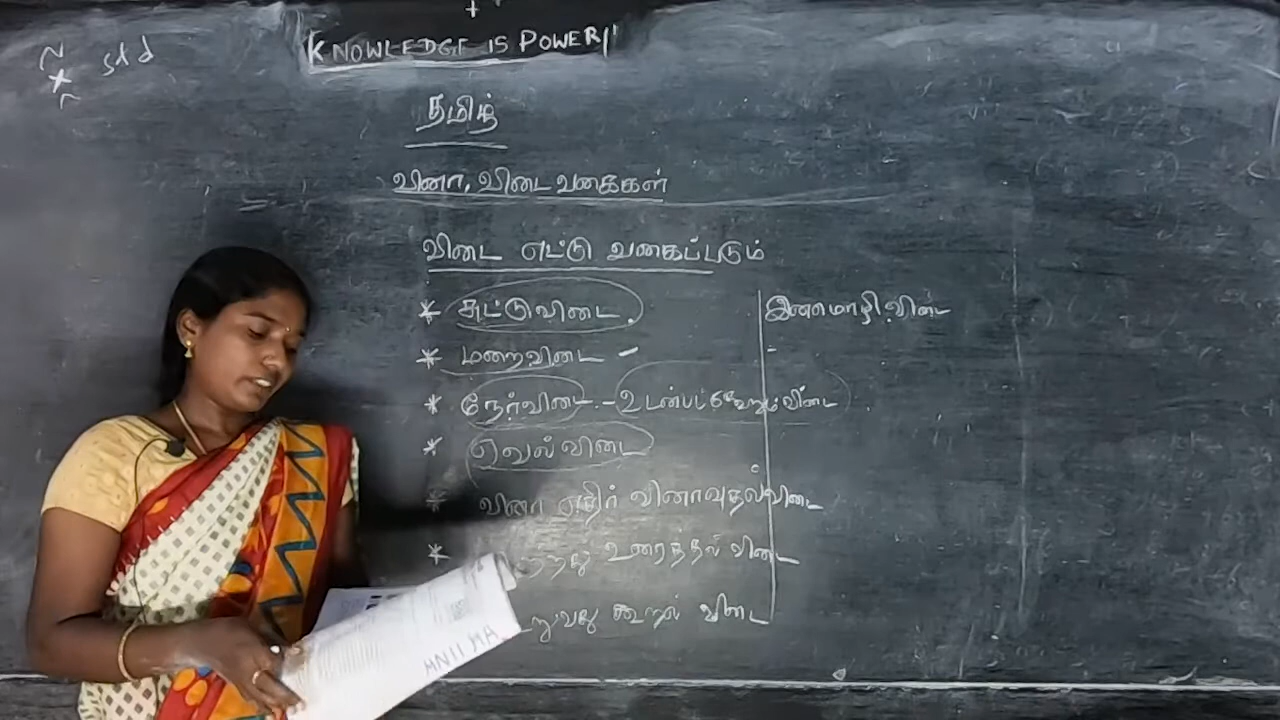 std
KNOWLEDGE IS POWER//
தமிழ்
வினா, விடை வகைகள்
விடை எட்டு வகைப்படும்
* சுட்டுவிடை. இனமொழி விடை
* மறைவிடை -
* நேர்விடை - உடன்பட்டு கூறும் விடை
* ஏவல் விடை
* வினா எதிர் வினாவுதல் விடை
* உரைத்தல் விடை
கூறல் விடை